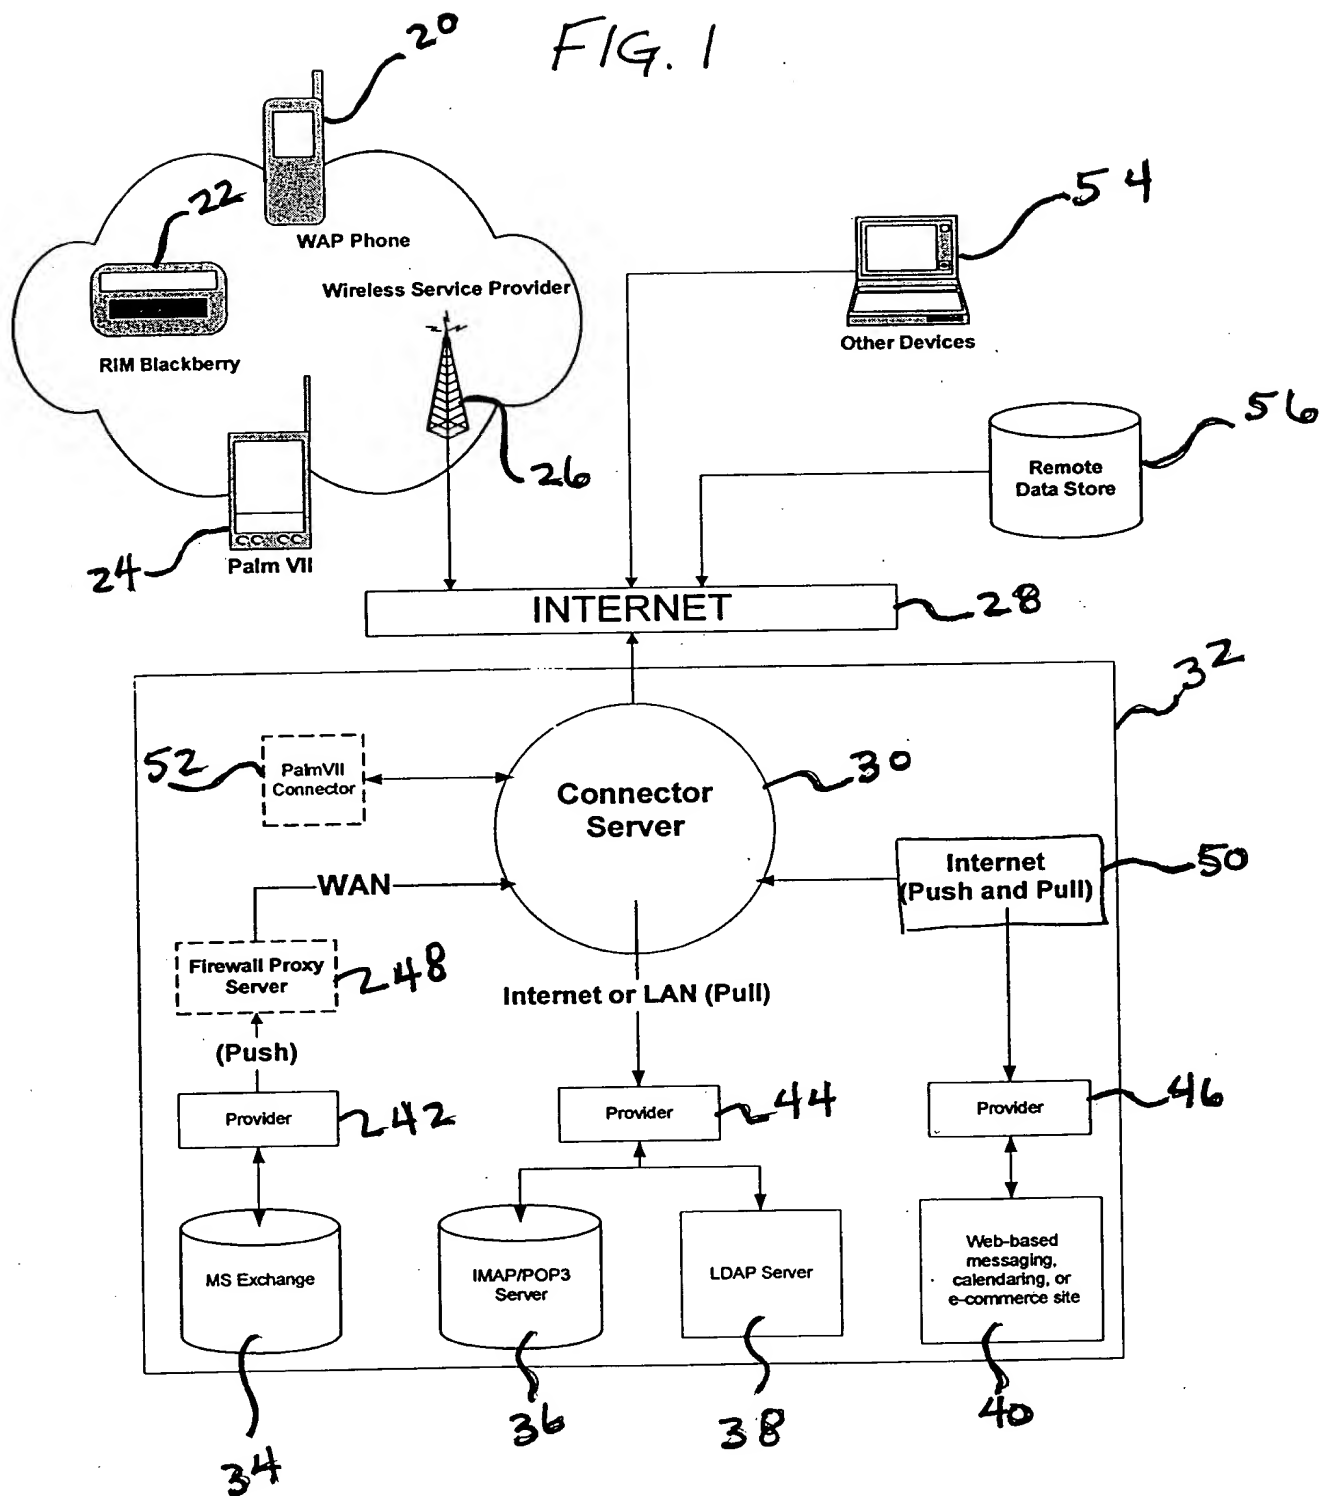 FIG. 1
20
22
WAP Phone
54
Wireless Service Provider
Other Devices
RIM Blackberry
56
Remote
Data Store
26
24
Palm VII
INTERNET
28
32
52
PalmVII
Connector
30
Connector
Server
Internet
(Push and Pull)
50
WAN
Firewall Proxy
Server
248
Internet or LAN (Pull)
(Push)
Provider
242
Provider
44
Provider
46
MS Exchange
IMAP/POP3
Server
LDAP Server
Web-based
messaging,
calendaring, or
e-commerce site
34
36
38
40